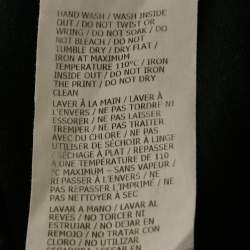 HAND WASH / WASH INSIDE
OUT / DO NOT TWIST OR
WRING / DO NOT SOAK / DO
NOT BLEACH / DO NOT
TUMBLE DRY / DRY FLAT /
IRON AT MAXIMUM
TEMPERATURE 110°C / IRON
INSIDE OUT / DO NOT IRON
THE PRINT / DO NOT DRY
CLEAN
LAVER À LA MAIN / LAVER À
L'ENVERS / NE PAS TORDRE NI
ESSORER / NE PAS LAISSER
TREMPER / NE PAS TRAITER
AVEC DU CHLORE / NE PAS
UTILISER DE SÉCHOIR À LINGE
/ SÉCHAGE À PLAT / REPASSER
À UNE TEMPÉRATURE DE 110
°C MAXIMUM – SANS VAPEUR /
REPASSER À L'ENVERS / NE
PAS REPASSER L'IMPRIMÉ / NE
PAS NETTOYER À SEC
LAVAR A MANO / LAVAR AL
REVÉS / NO TORCER NI
ESTRUJAR / NO DEJAR EN
REMOJO / NO TRATAR CON
CLORO / NO UTILIZAR